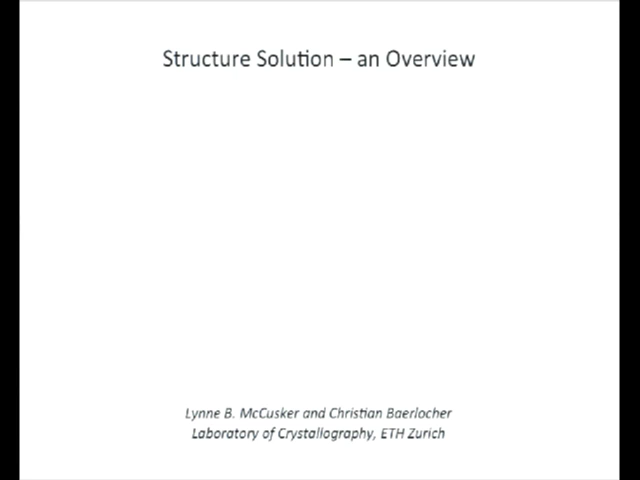 Structure Solution – an Overview
Lynne B. McCusker and Christian Baerlocher
Laboratory of Crystallography, ETH Zurich